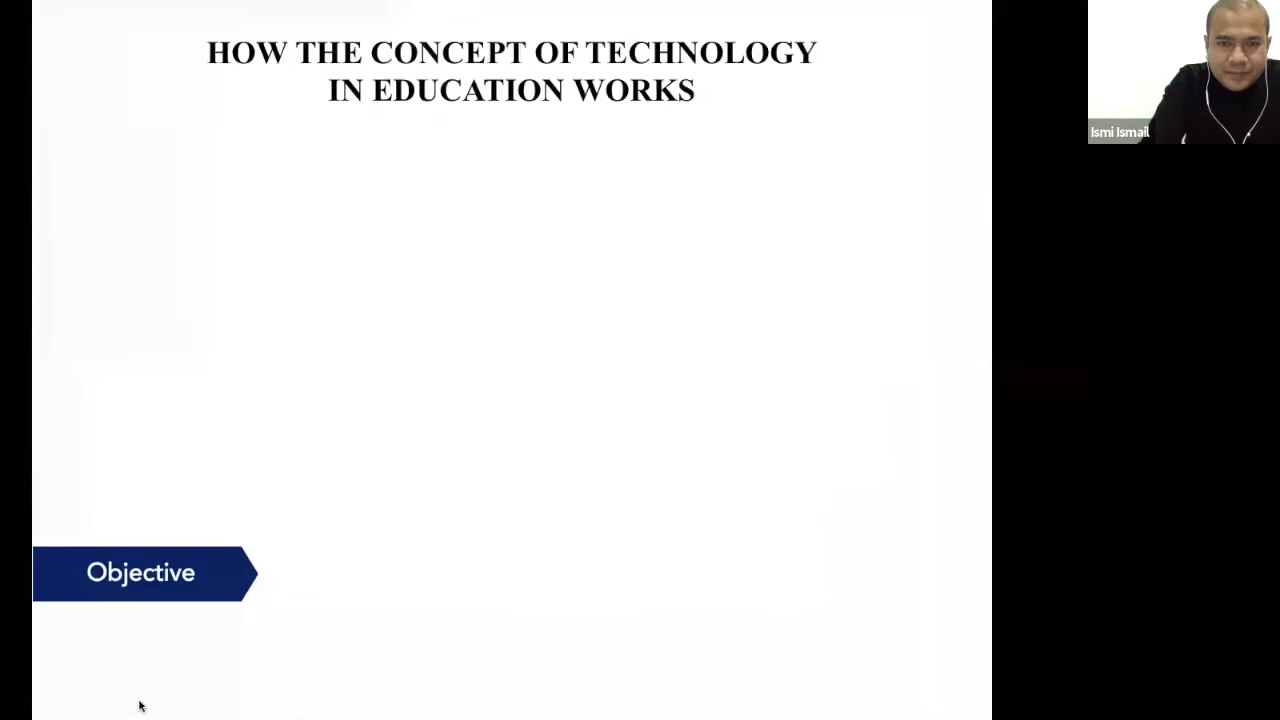 HOW THE CONCEPT OF TECHNOLOGY
IN EDUCATION WORKS
Ismi Ismail
Objective